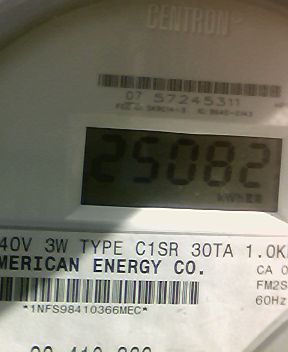 CENTRON
07 57245311
25082
kWh
40V 3W TYPE C1SR 30TA 1.0K
MERICAN ENERGY CO.
CA 0
FM2S
60Hz
*1NFS98410366MEC*